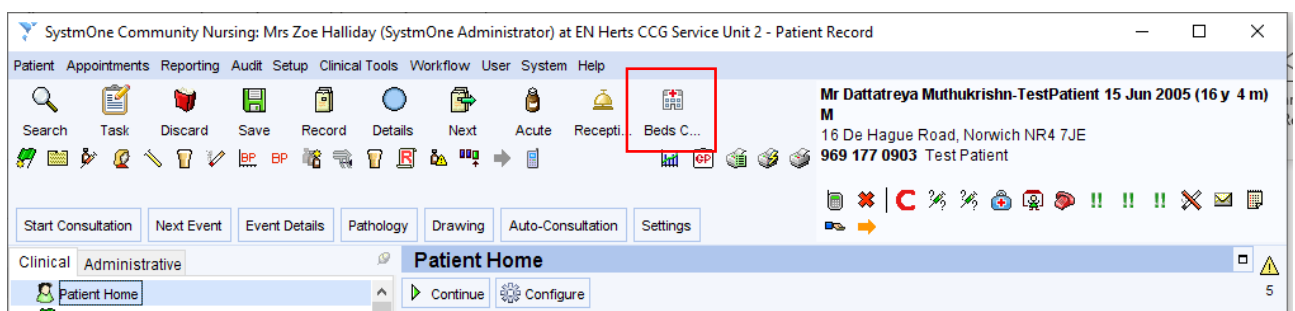 SystmOne Community Nursing: Mrs Zoe Halliday (SystmOne Administrator) at EN Herts CCG Service Unit 2 - Patient Record
Patient Appointments Reporting Audit Setup Clinical Tools Workflow User System Help
Search Task Discard Save Record Details Next Acute Recepti... Beds C...
BP BP R GP
Mr Dattatreya Muthukrishn-TestPatient 15 Jun 2005 (16 y 4 m)
M
16 De Hague Road, Norwich NR4 7JE
969 177 0903 Test Patient
C !! !! !!
Start Consultation Next Event Event Details Pathology Drawing Auto-Consultation Settings
Clinical Administrative
Patient Home
Patient Home
Continue Configure
5